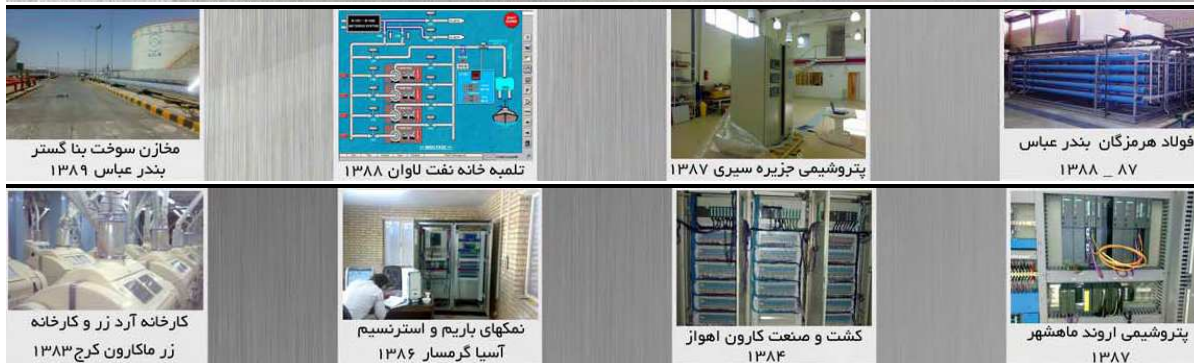 فولاد هرمزگان بندر عباس
۸۷ _ ۱۳۸۸
پتروشیمی جزیره سیری ۱۳۸۷
تلمبه خانه نفت لاوان ۱۳۸۸
مخازن سوخت بنا گستر
بندر عباس ۱۳۸۹
پتروشیمی اروند ماهشهر
۱۳۸۷
کشت و صنعت کارون اهواز
۱۳۸۴
نمکهای باریم و استرنسیم
آسیا گرمسار ۱۳۸۶
کارخانه آرد زر و کارخانه
زر ماکارون کرج۱۳۸۳